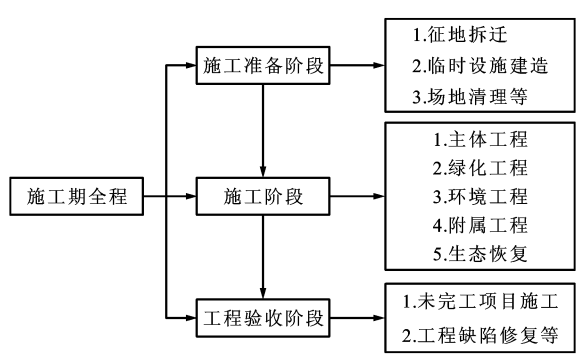 施工期全程
施工准备阶段
1.征地拆迁
2.临时设施建造
3.场地清理等
施工阶段
1.主体工程
2.绿化工程
3.环境工程
4.附属工程
5.生态恢复
工程验收阶段
1.未完工项目施工
2.工程缺陷修复等